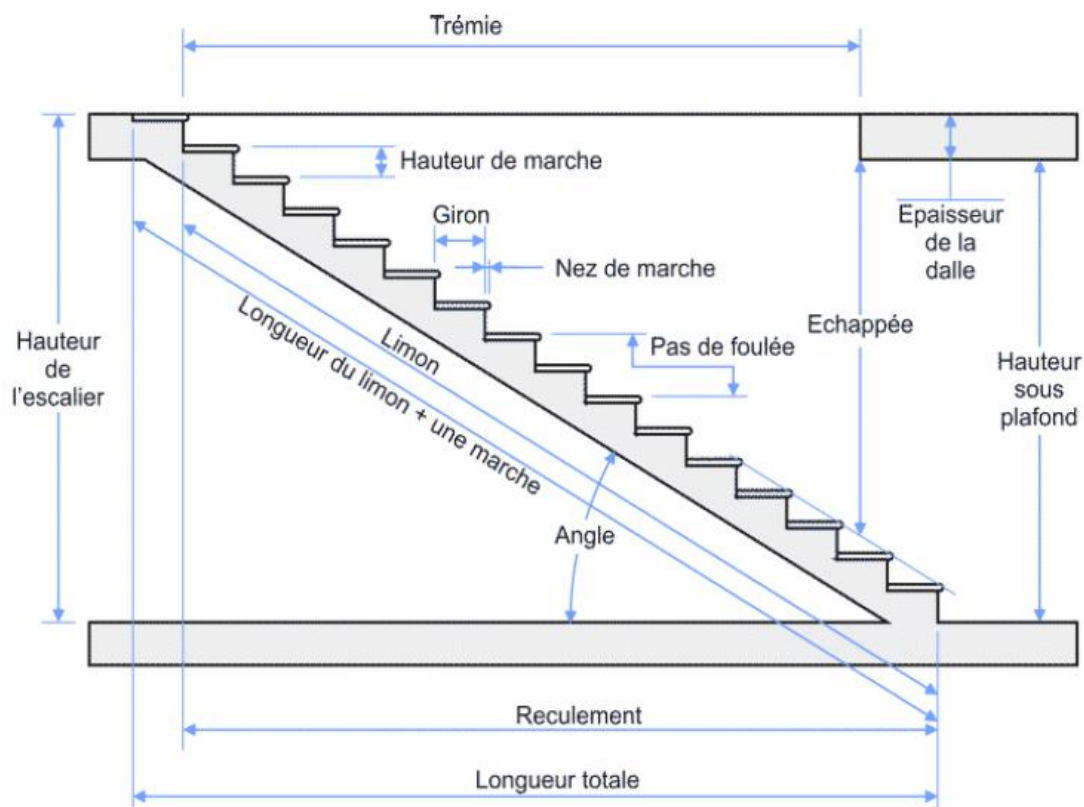 Trémie
Hauteur de marche
Giron
Nez de marche
Epaisseur
de la
dalle
Echappée
Pas de foulée
Hauteur
de
l'escalier
Limon
Longueur du limon + une marche
Hauteur
sous
plafond
Angle
Reculement
Longueur totale